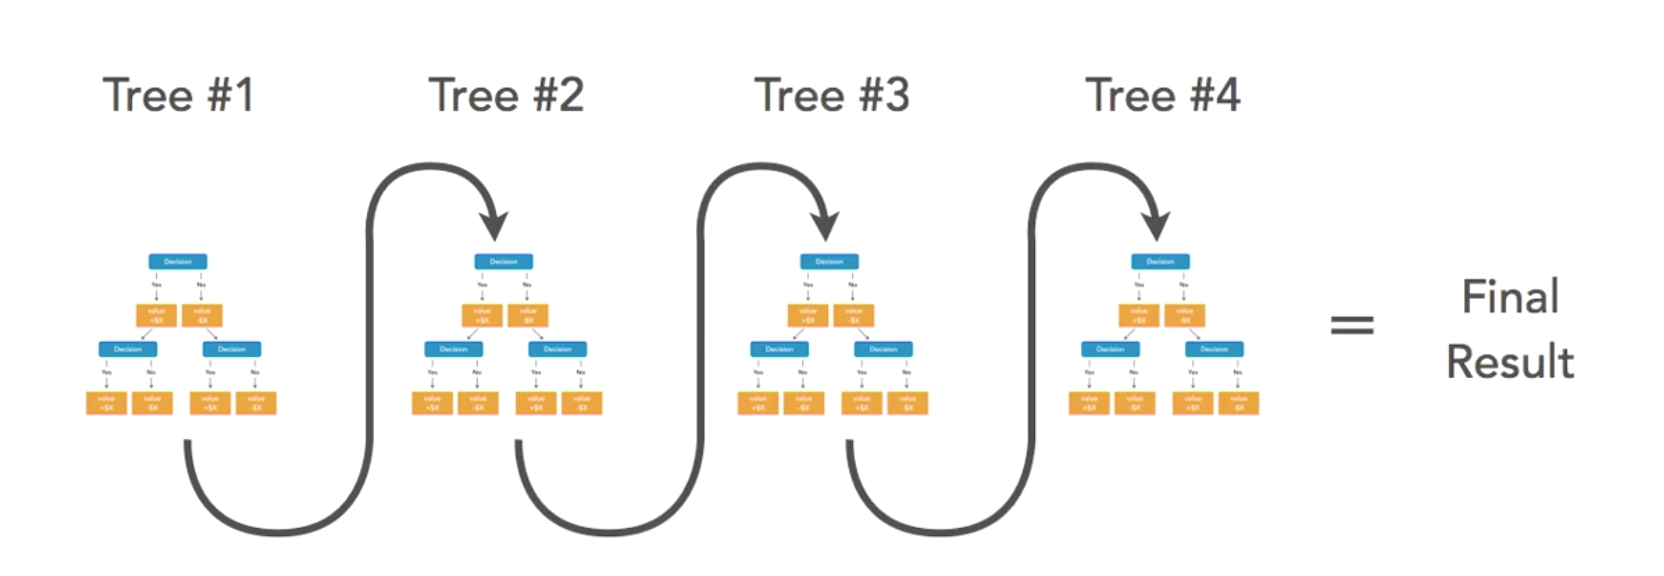 Tree #1
Tree #2
Tree #3
Tree #4
Decision
Yes No
value +$X
value -$X
Decision
Decision
Yes No
Yes No
value +$X
value -$X
value +$X
value -$X
Decision
Yes No
value +$X
value -$X
Decision
Decision
Yes No
Yes No
value +$X
value -$X
value +$X
value -$X
Decision
Yes No
value +$X
value -$X
Decision
Decision
Yes No
Yes No
value +$X
value -$X
value +$X
value -$X
Decision
Yes No
value +$X
value -$X
Decision
Decision
Yes No
Yes No
value +$X
value -$X
value +$X
value -$X
=
Final
Result